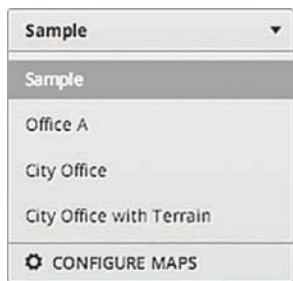 Sample
Sample
Office A
City Office
City Office with Terrain
CONFIGURE MAPS